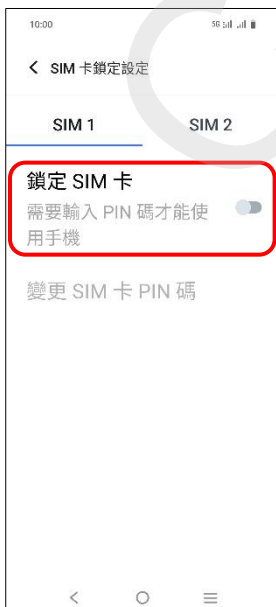 10:00 5G
SIM 卡鎖定設定
SIM 1 SIM 2
鎖定 SIM 卡
需要輸入 PIN 碼才能使
用手機
變更 SIM 卡 PIN 碼